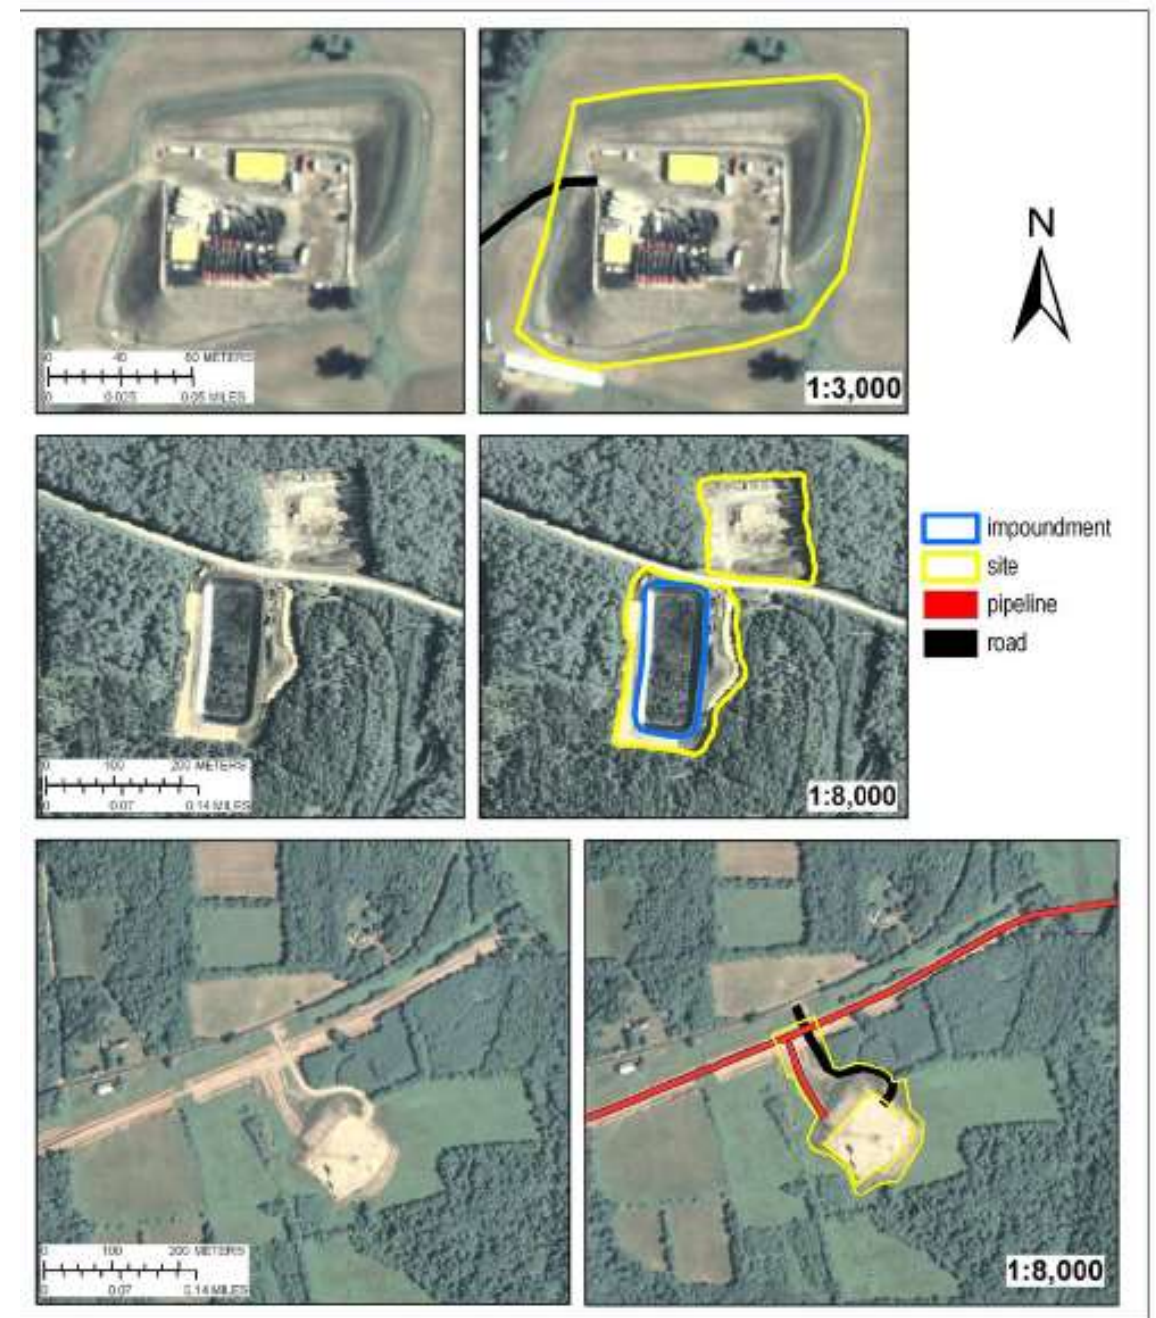 0 40 80 METERS
0 0.025 0.05 MILES
1:3,000
N
impoundment
site
pipeline
road
0 100 200 METERS
0 0.07 0.14 MILES
1:8,000
0 100 200 METERS
0 0.07 0.14 MILES
1:8,000